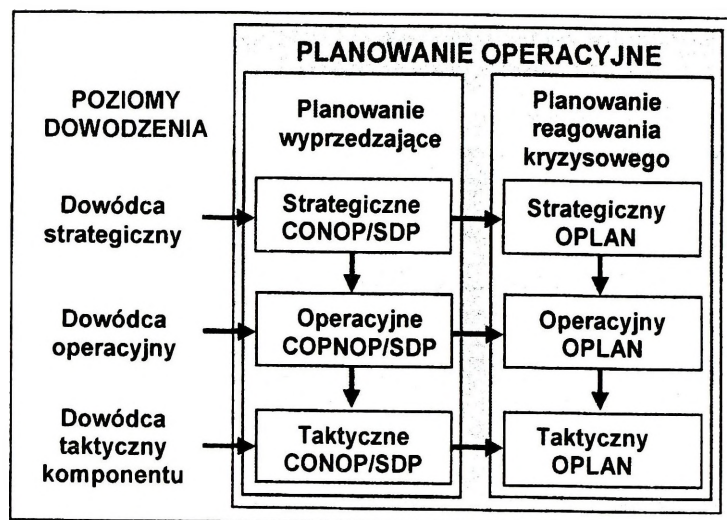 PLANOWANIE OPERACYJNE
POZIOMY
DOWODZENIA
Planowanie
wyprzedzające
Planowanie
reagowania
kryzysowego
Dowódca
strategiczny
Strategiczne
CONOP/SDP
Strategiczny
OPLAN
Dowódca
operacyjny
Operacyjne
COPNOP/SDP
Operacyjny
OPLAN
Dowódca
taktyczny
komponentu
Taktyczne
CONOP/SDP
Taktyczny
OPLAN